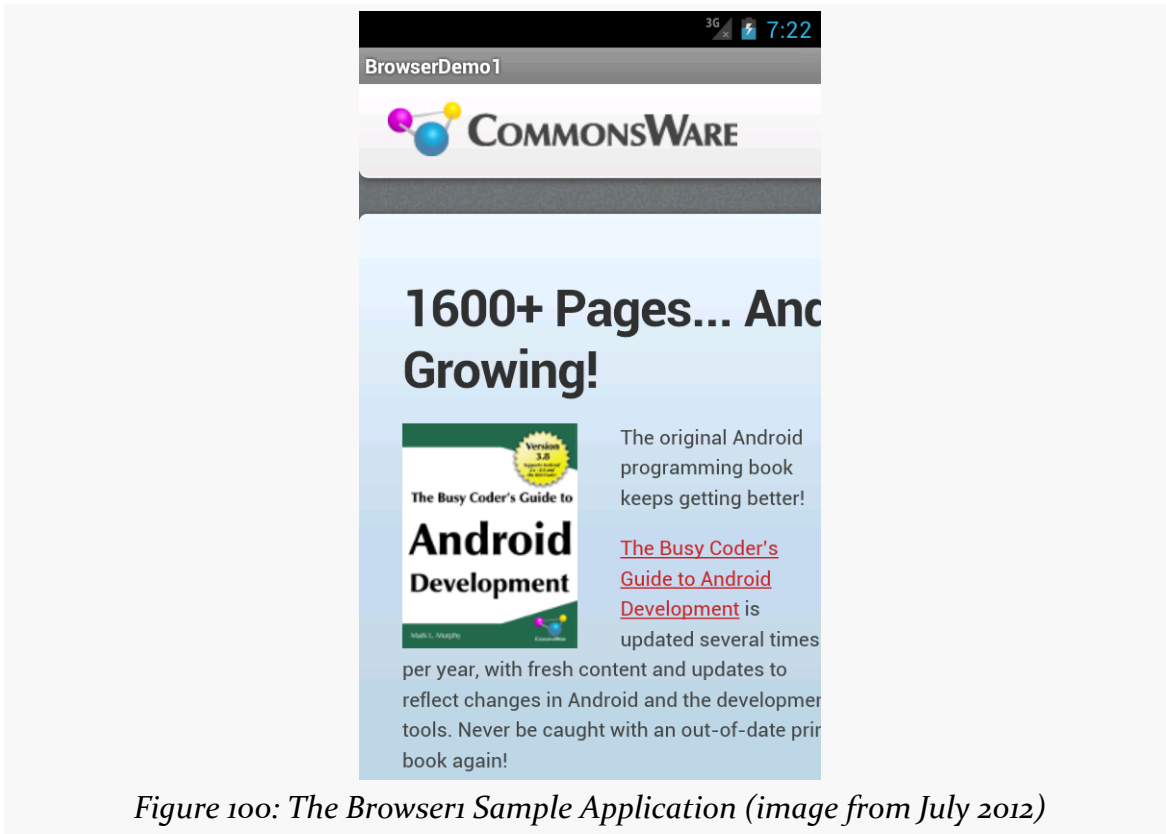 3G
7:22
BrowserDemo1
COMMONSWARE
1600+ Pages... And
Growing!
Version
3.8
The Busy Coder's Guide to
Android
Development
Mark L. Murphy
CommonsWare
The original Android
programming book
keeps getting better!
The Busy Coder's
Guide to Android
Development is
updated several times
per year, with fresh content and updates to
reflect changes in Android and the developmen
tools. Never be caught with an out-of-date prin
book again!
Figure 100: The Browser1 Sample Application (image from July 2012)